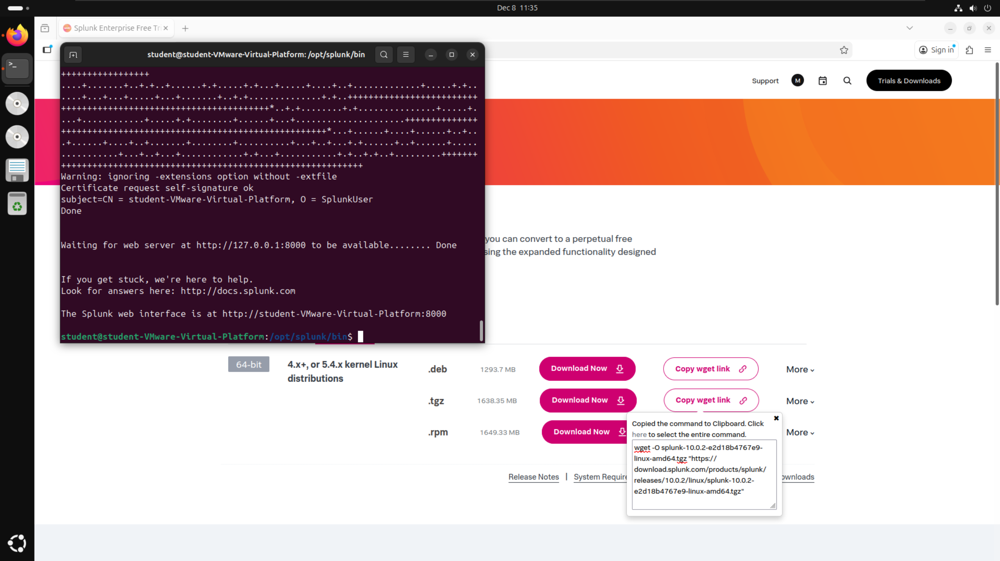 Dec 8 11:35
Splunk Enterprise Free Tri
Sign in
student@student-VMware-Virtual-Platform: /opt/splunk/bin
Support
M
Trials & Downloads
Warning: ignoring -extensions option without -extfile
Certificate request self-signature ok
subject=CN = student-VMware-Virtual-Platform, O = SplunkUser
Done
Waiting for web server at http://127.0.0.1:8000 to be available........ Done
If you get stuck, we're here to help.
Look for answers here: http://docs.splunk.com
The Splunk web interface is at http://student-VMware-Virtual-Platform:8000
student@student-VMware-Virtual-Platform:/opt/splunk/bin$
you can convert to a perpetual free
sing the expanded functionality designed
64-bit
4.x+, or 5.4.x kernel Linux
distributions
.deb 1293.7 MB Download Now Copy wget link More
.tgz 1638.35 MB Download Now Copy wget link More
.rpm 1649.33 MB Download Now More
Copied the command to Clipboard. Click
here to select the entire command.
wget -O splunk-10.0.2-e2d18b4767e9-
linux-amd64.tgz "https://
download.splunk.com/products/splunk/
releases/10.0.2/linux/splunk-10.0.2-
e2d18b4767e9-linux-amd64.tgz"
Release Notes | System Require
ownloads